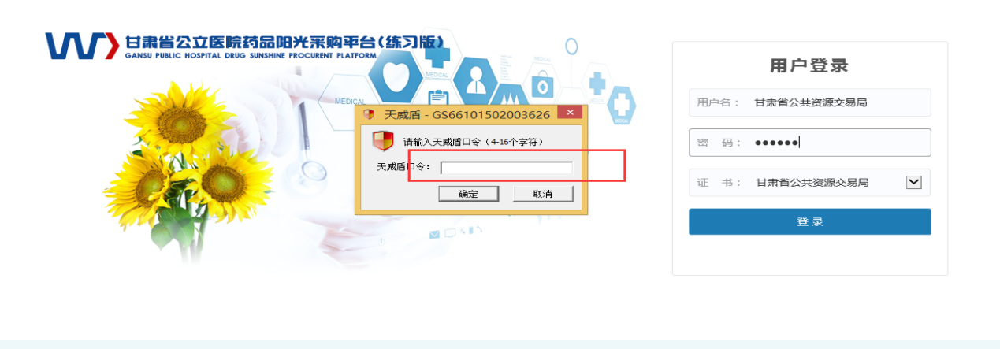 甘肃省公立医院药品阳光采购平台(练习版)
GANSU PUBLIC HOSPITAL DRUG SUNSHINE PROCURENT PLATFORM
MEDICAL
MEDICAL
MEDICAL
天威盾 - GS66101502003626
请输入天威盾口令（4-16个字符）
天威盾口令：
确定 取消
用户登录
用户名： 甘肃省公共资源交易局
密 码： ●●●●●●
证 书： 甘肃省公共资源交易局
登 录